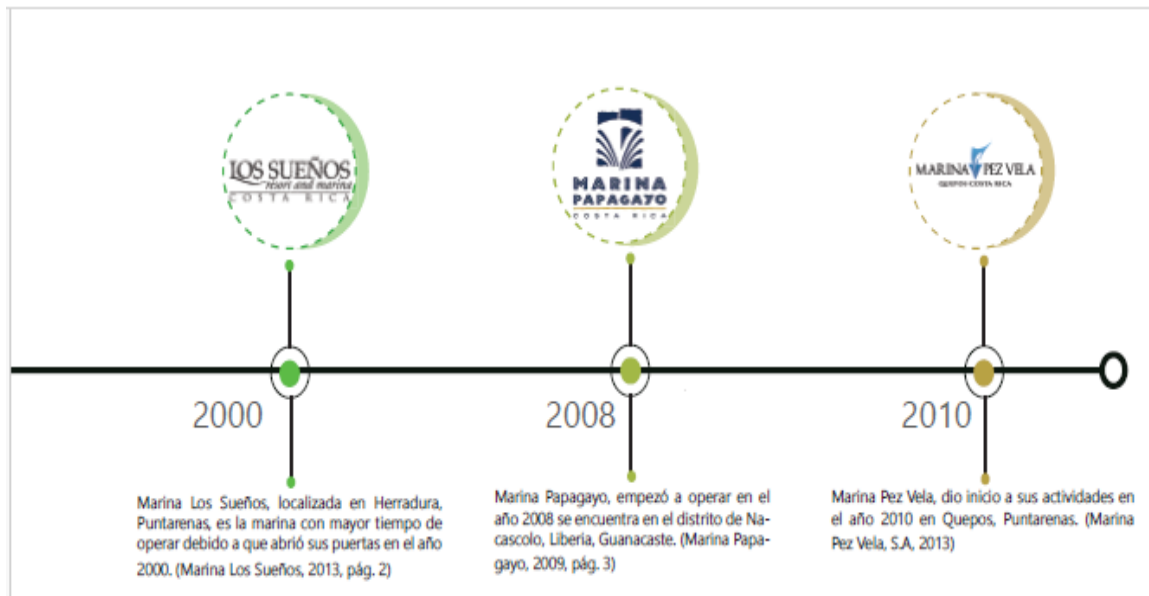 LOS SUEÑOS
resort and marina
COSTA RICA
MARINA
PAPAGAYO
COSTA RICA
MARINA PEZ VELA
QUEPOS COSTA RICA
2000
2008
2010
Marina Los Sueños, localizada en Herradura,
Puntarenas, es la marina con mayor tiempo de
operar debido a que abrió sus puertas en el año
2000. (Marina Los Sueños, 2013, pág. 2)
Marina Papagayo, empezó a operar en el
año 2008 se encuentra en el distrito de Na-
cascolo, Liberia, Guanacaste. (Marina Papa-
gayo, 2009, pág. 3)
Marina Pez Vela, dio inicio a sus actividades en
el año 2010 en Quepos, Puntarenas. (Marina
Pez Vela, S.A, 2013)